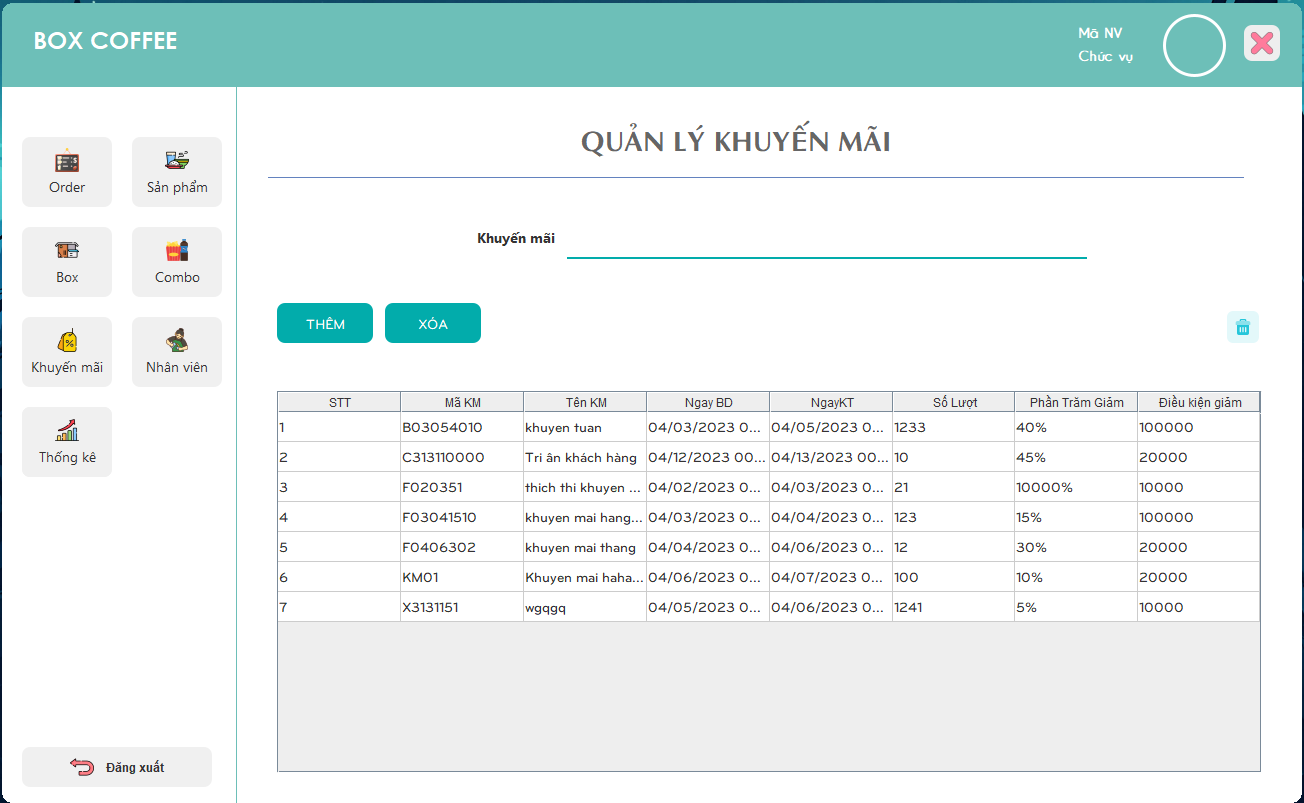 BOX COFFEE
Mã NV
Chức vụ
Order
Sản phẩm
Box
Combo
Khuyến mãi
Nhân viên
Thống kê
Đăng xuất
QUẢN LÝ KHUYẾN MÃI
Khuyến mãi
THÊM XÓA
STT Mã KM Tên KM Ngay BD NgayKT Số Lượt Phần Trăm Giảm Điều kiện giảm
1 B03054010 khuyen tuan 04/03/2023 0... 04/05/2023 0... 1233 40% 100000
2 C313110000 Tri ân khách hàng 04/12/2023 00... 04/13/2023 00... 10 45% 20000
3 F020351 thich thi khuyen ... 04/02/2023 0... 04/03/2023 0... 21 10000% 10000
4 F03041510 khuyen mai hang... 04/03/2023 0... 04/04/2023 0... 123 15% 100000
5 F0406302 khuyen mai thang 04/04/2023 0... 04/06/2023 0... 12 30% 20000
6 KM01 Khuyen mai haha... 04/06/2023 0... 04/07/2023 0... 100 10% 20000
7 X3131151 wgqgq 04/05/2023 0... 04/06/2023 0... 1241 5% 10000